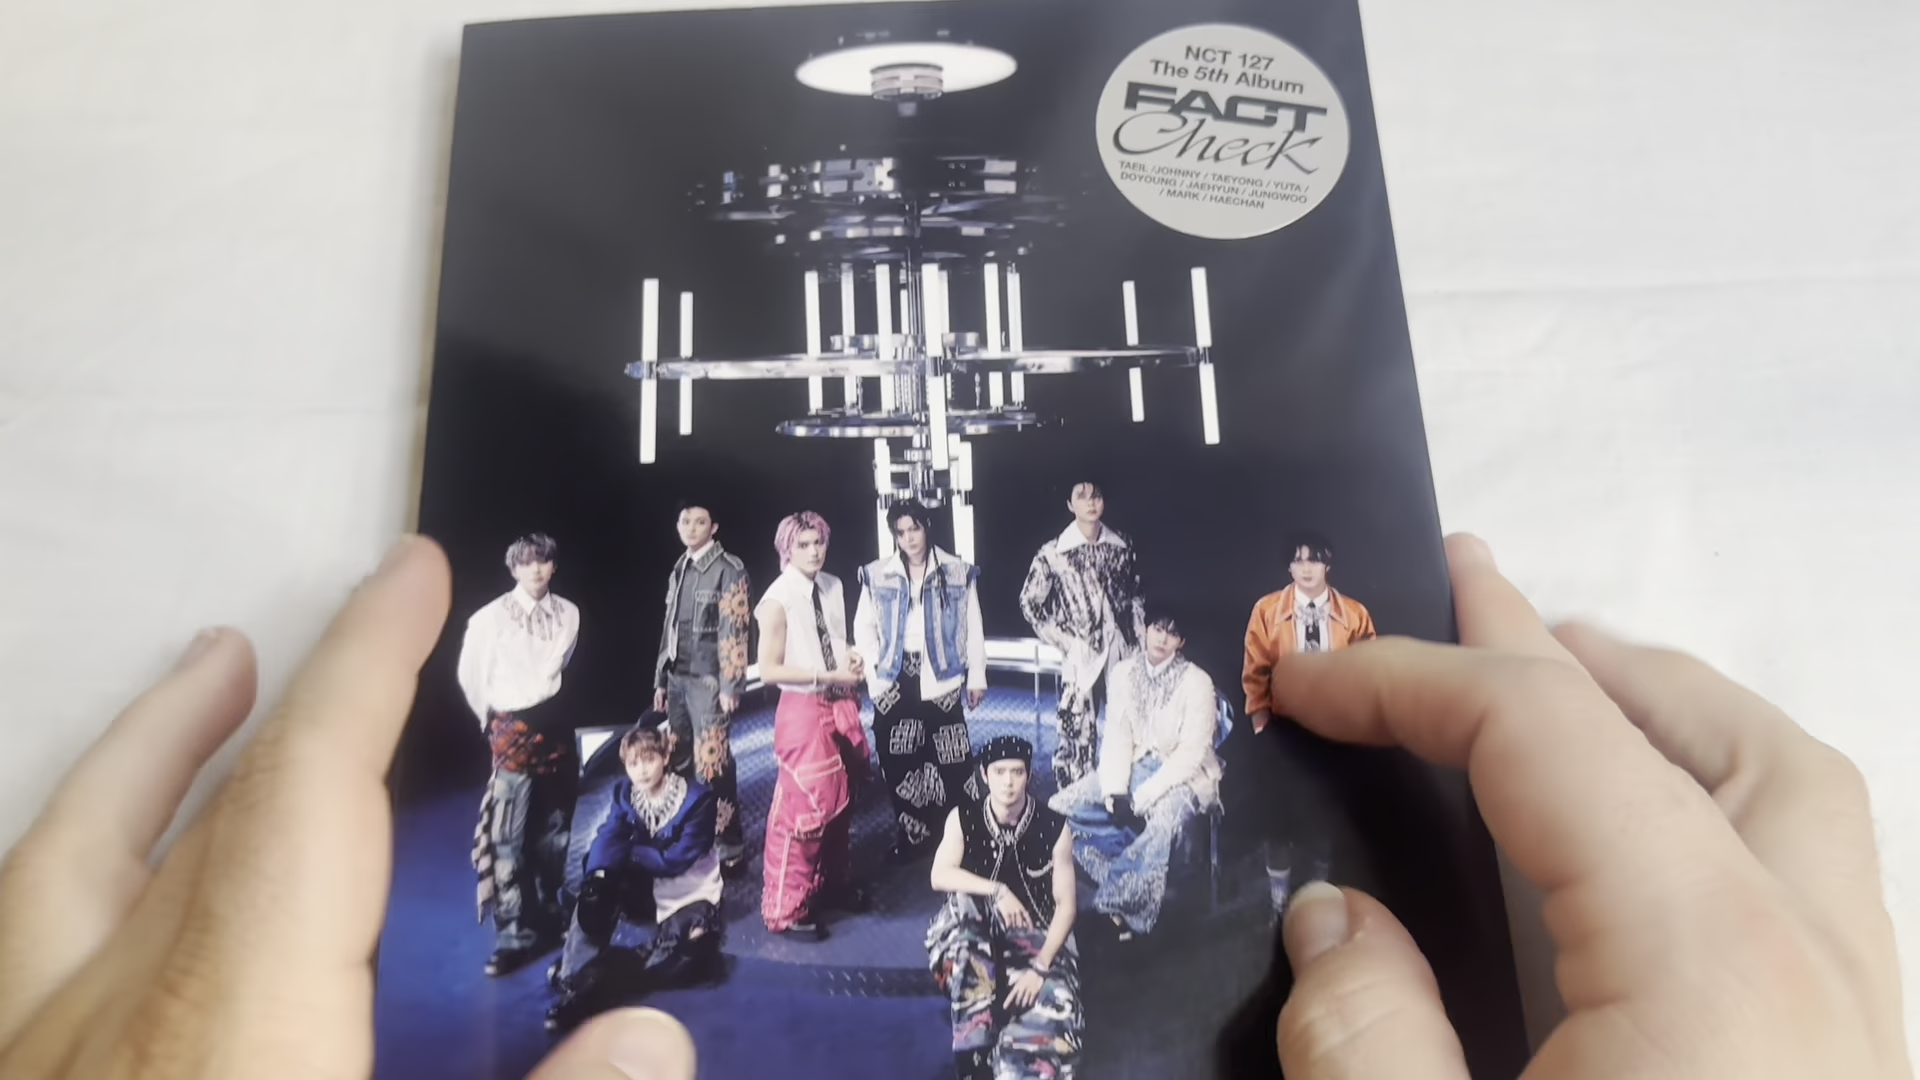 NCT 127
The 5th Album
FACT
Check
TAEIL / JOHNNY / TAEYONG / YUTA /
DOYOUNG / JAEHYUN / JUNGWOO
/ MARK / HAECHAN